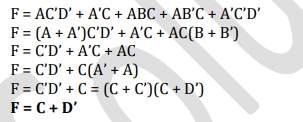 F = AC’D’ + A’C + ABC + AB’C + A’C’D’
F = (A + A’)C’D’ + A’C + AC(B + B’)
F = C’D’ + A’C + AC
F = C’D’ + C(A’ + A)
F = C’D’ + C = (C + C’)(C + D’)
F = C + D’